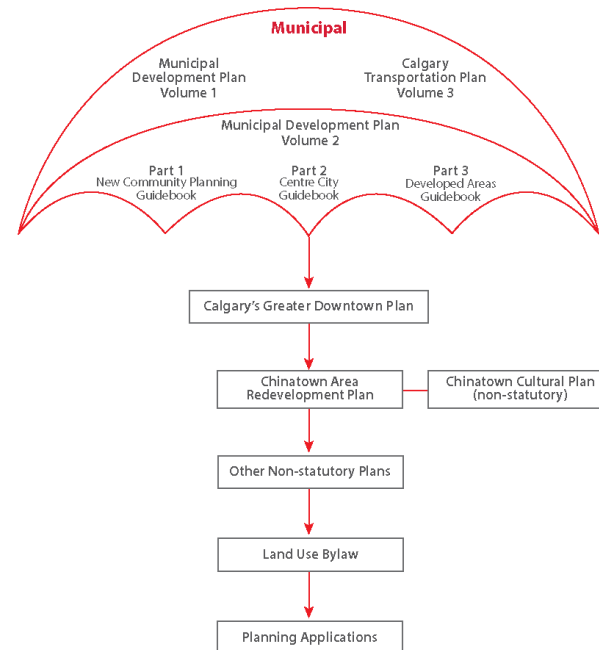 Municipal
Municipal
Development Plan
Volume 1
Calgary
Transportation Plan
Volume 3
Municipal Development Plan
Volume 2
Part 1
New Community Planning
Guidebook
Part 2
Centre City
Guidebook
Part 3
Developed Areas
Guidebook
Calgary's Greater Downtown Plan
Chinatown Area
Redevelopment Plan
Chinatown Cultural Plan
(non-statutory)
Other Non-statutory Plans
Land Use Bylaw
Planning Applications